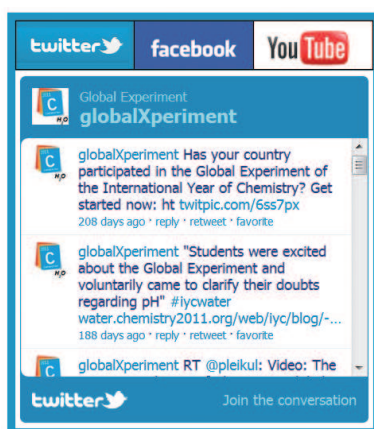 twitter facebook You Tube
Global Experiment
globalXperiment
globalXperiment Has your country
participated in the Global Experiment of
the International Year of Chemistry? Get
started now: ht twitpic.com/6ss7px
208 days ago · reply · retweet · favorite
globalXperiment "Students were excited
about the Global Experiment and
voluntarily came to clarify their doubts
regarding pH" #iycwater
water.chemistry2011.org/web/iyc/blog/-...
188 days ago · reply · retweet · favorite
globalXperiment RT @pleikul: Video: The
twitter Join the conversation